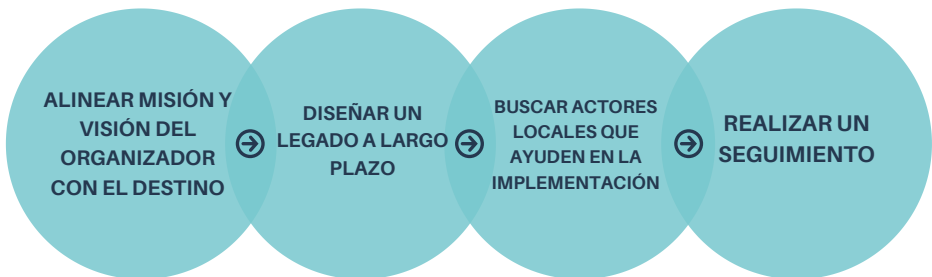 ALINEAR MISIÓN Y
VISIÓN DEL
ORGANIZADOR
CON EL DESTINO
DISEÑAR UN
LEGADO A LARGO
PLAZO
BUSCAR ACTORES
LOCALES QUE
AYUDEN EN LA
IMPLEMENTACIÓN
REALIZAR UN
SEGUIMIENTO